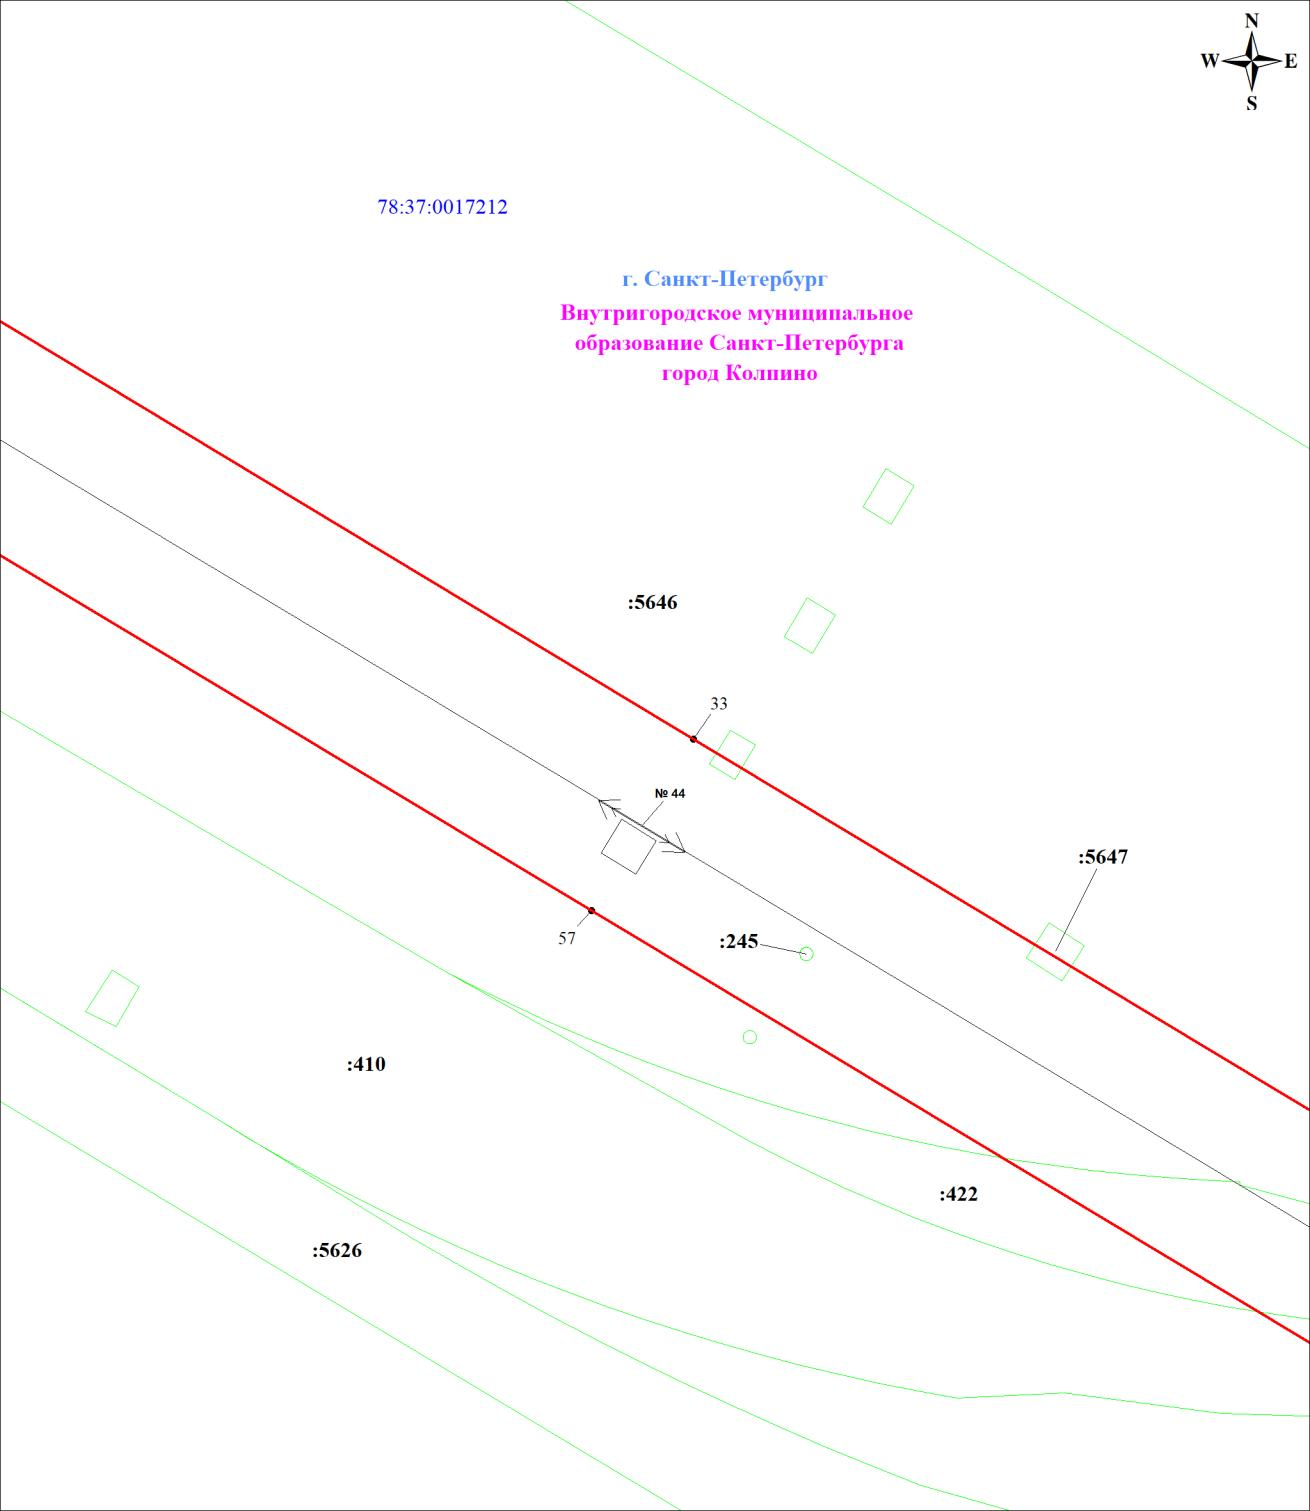 N
W E
S
78:37:0017212
г. Санкт-Петербург
Внутригородское муниципальное
образование Санкт-Петербурга
город Колпино
:5646
33
№ 44
:5647
57
:245
:410
:422
:5626